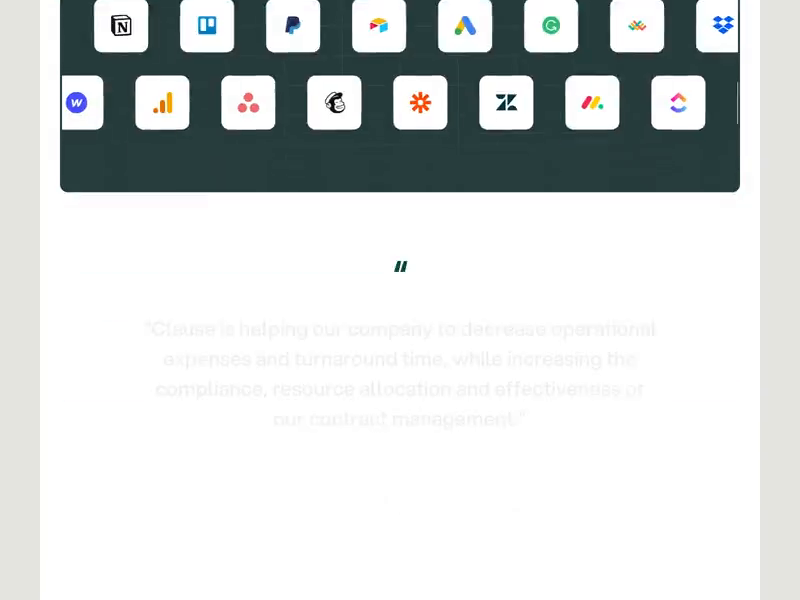 N
W
G
"
"Clause is helping our company to decrease operational
expenses and turnaround time, while increasing the
compliance, resource allocation and effectiveness of
our contract management."